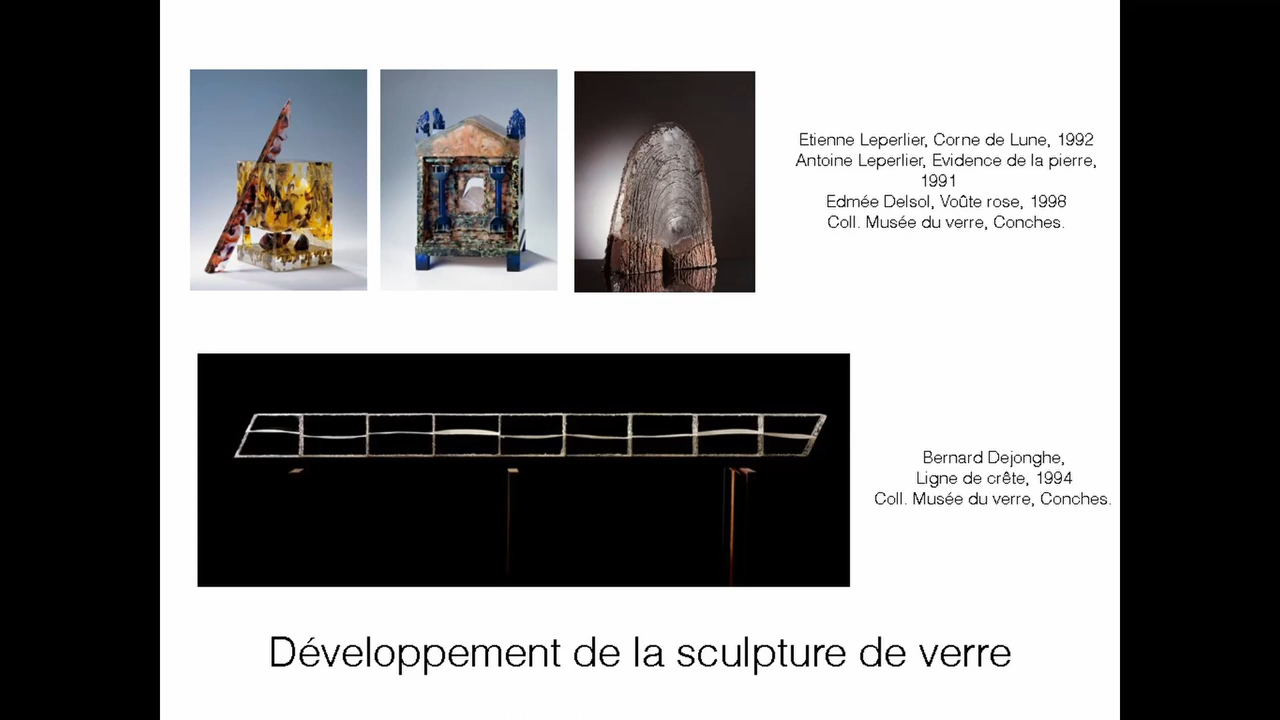 Etienne Leperlier, Corne de Lune, 1992
Antoine Leperlier, Evidence de la pierre,
1991
Edmée Delsol, Voûte rose, 1998
Coll. Musée du verre, Conches.
Bernard Dejonghe,
Ligne de crête, 1994
Coll. Musée du verre, Conches.
Développement de la sculpture de verre